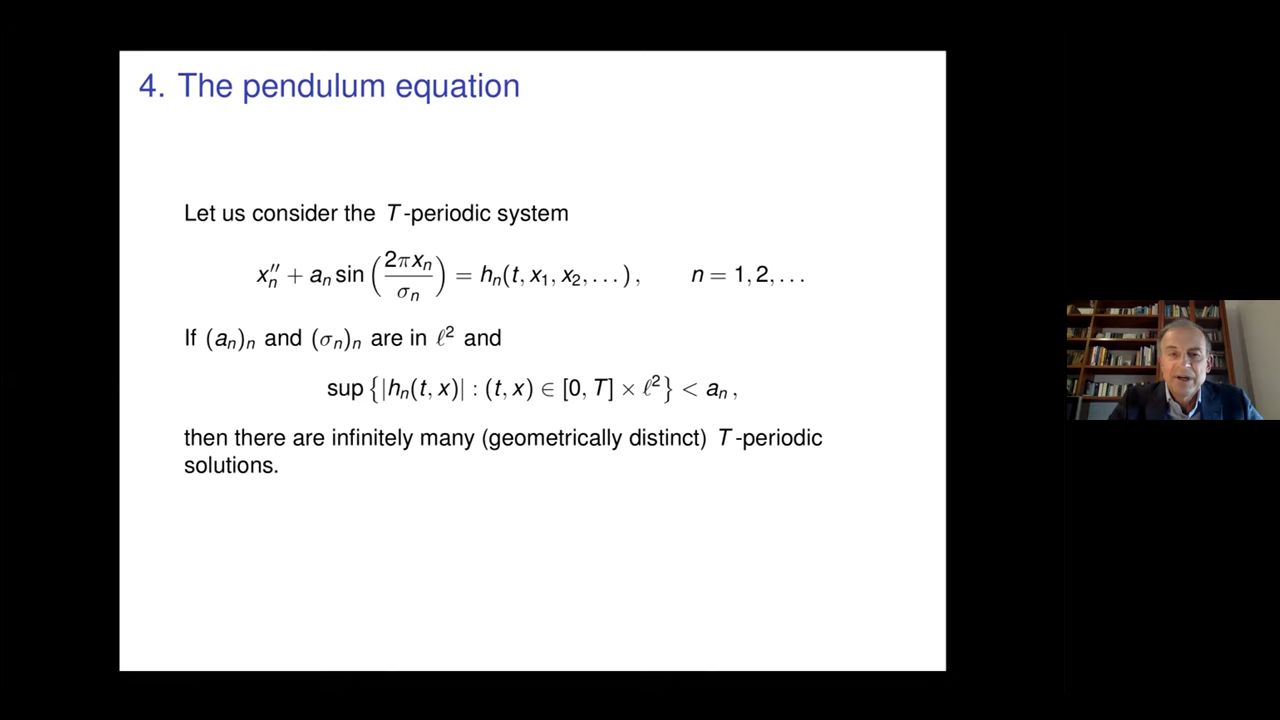 4. The pendulum equation
Let us consider the T-periodic system
x″ₙ + aₙ sin(2πxₙ/σₙ) = hₙ(t, x₁, x₂, . . . ) , n = 1, 2, . . .
If (aₙ)ₙ and (σₙ)ₙ are in ℓ² and
sup {|hₙ(t, x)| : (t, x) ∈ [0, T] × ℓ²} < aₙ ,
then there are infinitely many (geometrically distinct) T-periodic
solutions.